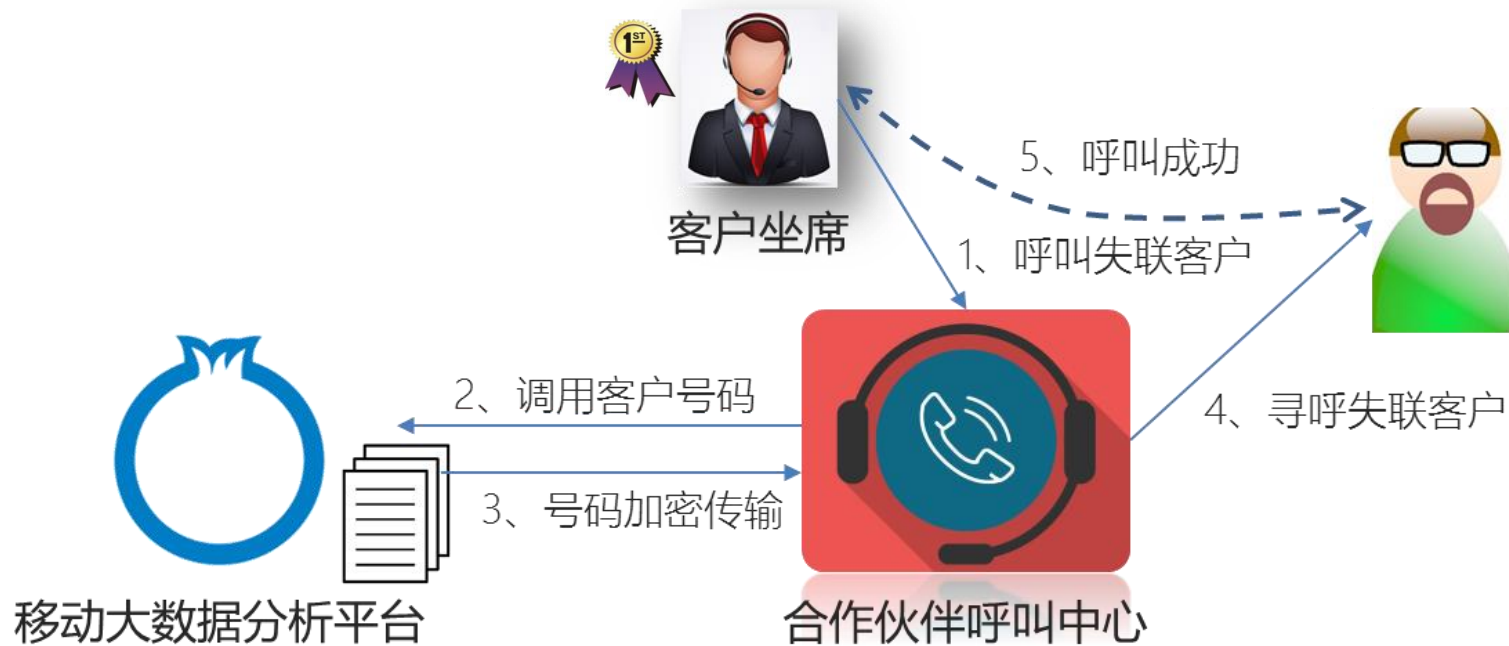 1ST
5、呼叫成功
客户坐席
1、呼叫失联客户
2、调用客户号码
4、寻呼失联客户
3、号码加密传输
移动大数据分析平台
合作伙伴呼叫中心